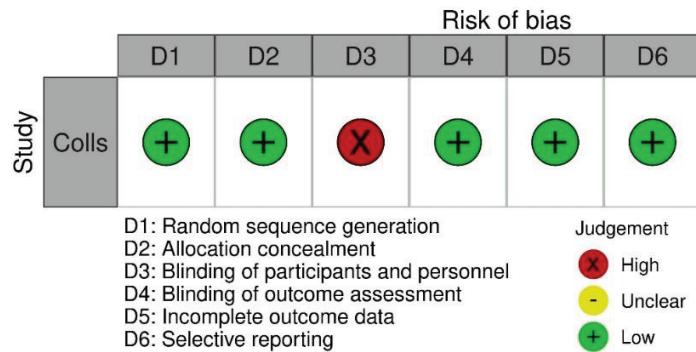 Risk of bias
D1 D2 D3 D4 D5 D6
Study
Colls + + X + + +
D1: Random sequence generation
D2: Allocation concealment
D3: Blinding of participants and personnel
D4: Blinding of outcome assessment
D5: Incomplete outcome data
D6: Selective reporting
Judgement
X High
- Unclear
+ Low